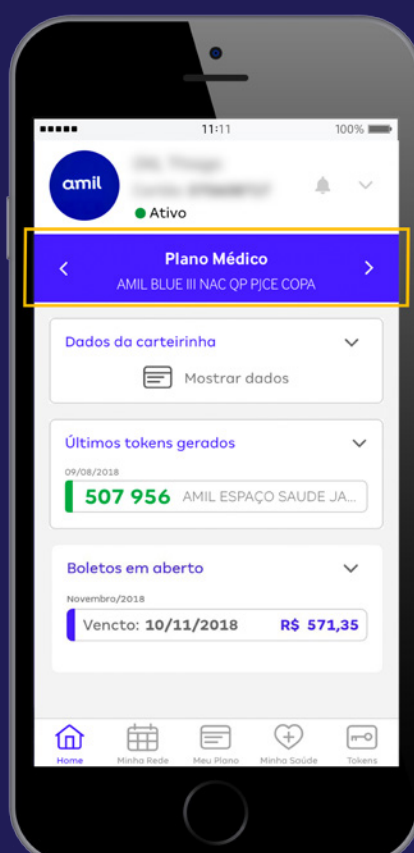 11:11
100%
amil
Ativo
Plano Médico
AMIL BLUE III NAC QP PJCE COPA
Dados da carteirinha
Mostrar dados
Últimos tokens gerados
09/08/2018
507 956 AMIL ESPAÇO SAUDE JA...
Boletos em aberto
Novembro/2018
Vencto: 10/11/2018 R$ 571,35
Home Minha Rede Meu Plano Minha Saúde Tokens